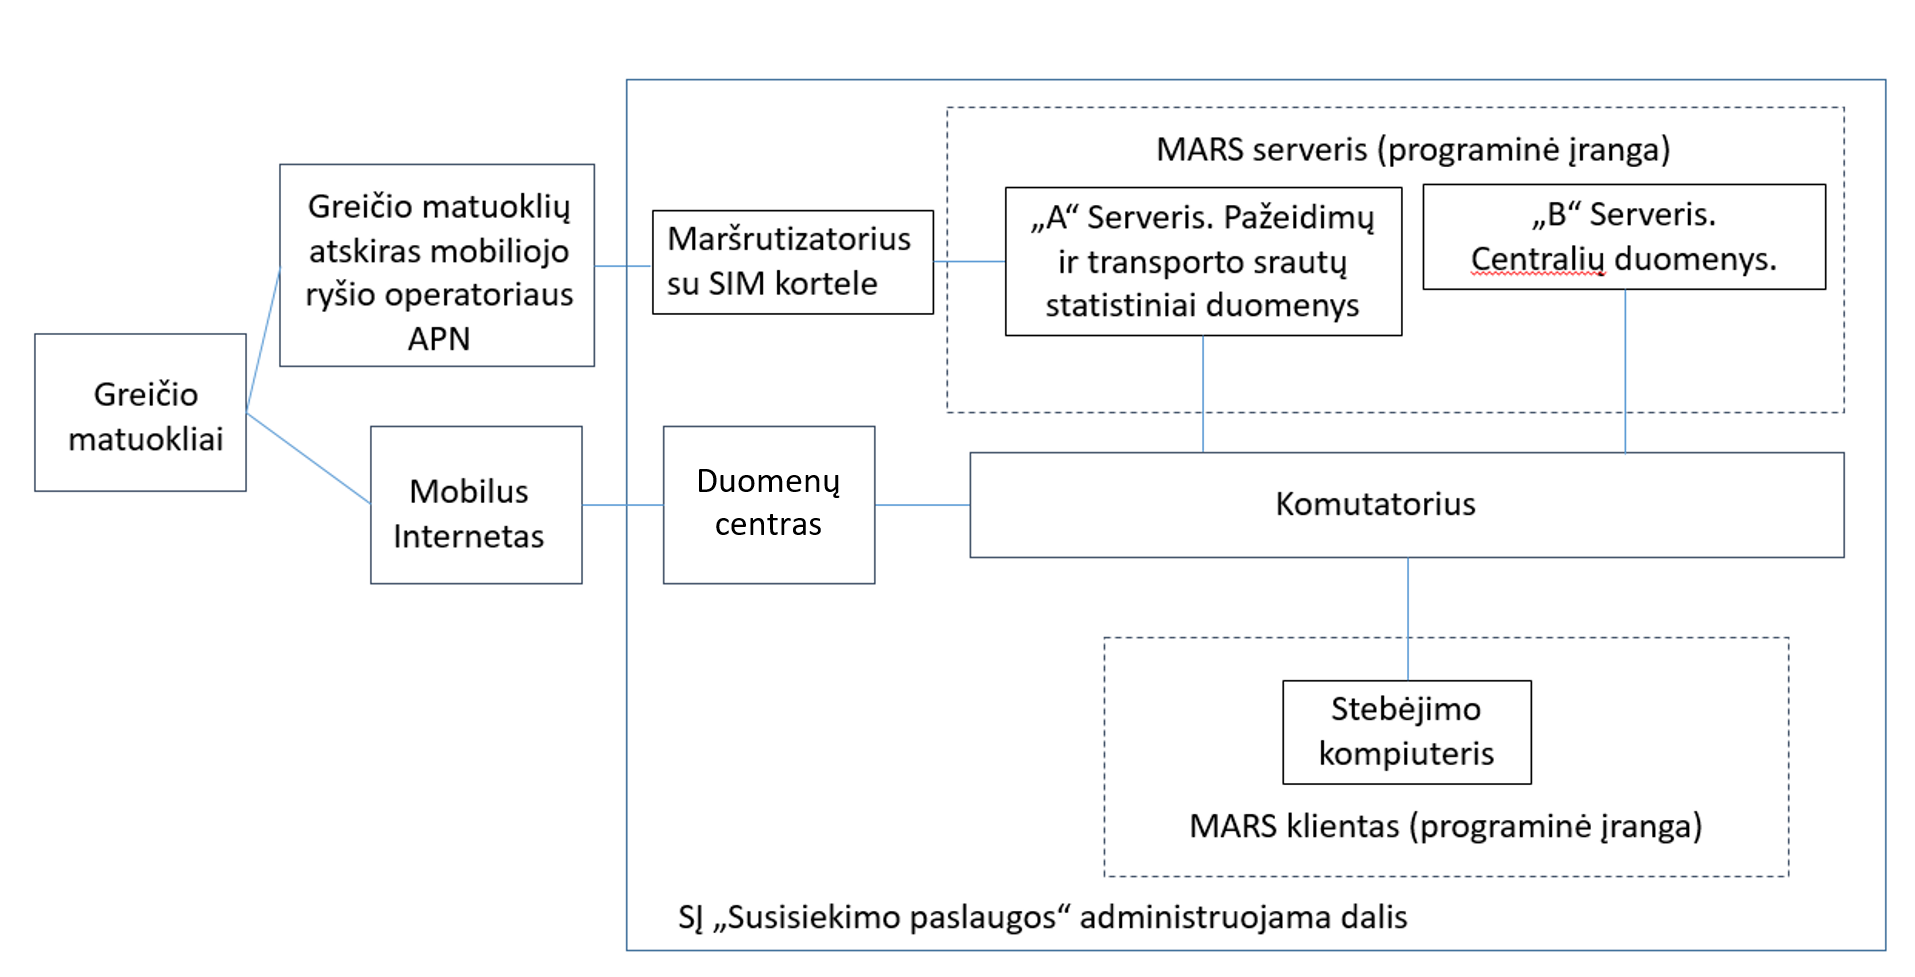 MARS serveris (programinė įranga)
Greičio matuoklių
atskiras mobiliojo
ryšio operatoriaus
APN
Maršrutizatorius
su SIM kortele
„A“ Serveris. Pažeidimų
ir transporto srautų
statistiniai duomenys
„B“ Serveris.
Centralių duomenys.
Greičio
matuokliai
Mobilus
Internetas
Duomenų
centras
Komutatorius
Stebėjimo
kompiuteris
MARS klientas (programinė įranga)
SĮ „Susisiekimo paslaugos“ administruojama dalis